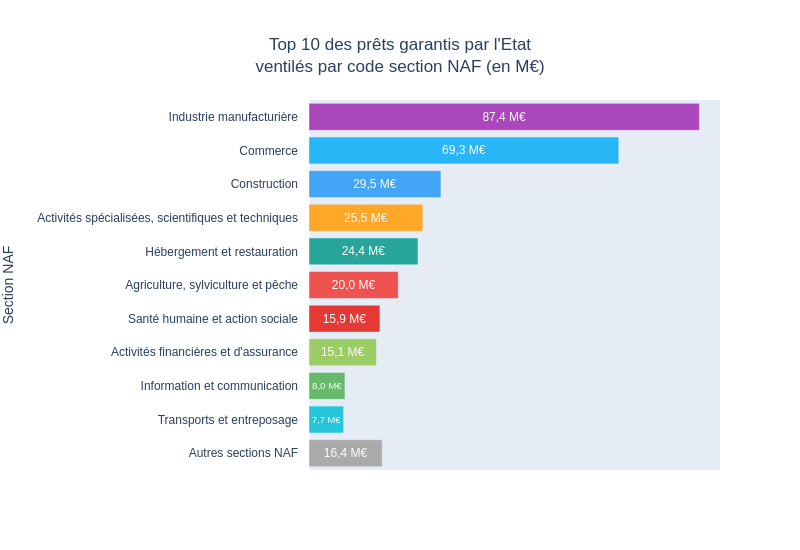 Top 10 des prêts garantis par l'Etat
ventilés par code section NAF (en M€)
Section NAF
Industrie manufacturière 87,4 M€
Commerce 69,3 M€
Construction 29,5 M€
Activités spécialisées, scientifiques et techniques 25,5 M€
Hébergement et restauration 24,4 M€
Agriculture, sylviculture et pêche 20,0 M€
Santé humaine et action sociale 15,9 M€
Activités financières et d'assurance 15,1 M€
Information et communication 8,0 M€
Transports et entreposage 7,7 M€
Autres sections NAF 16,4 M€